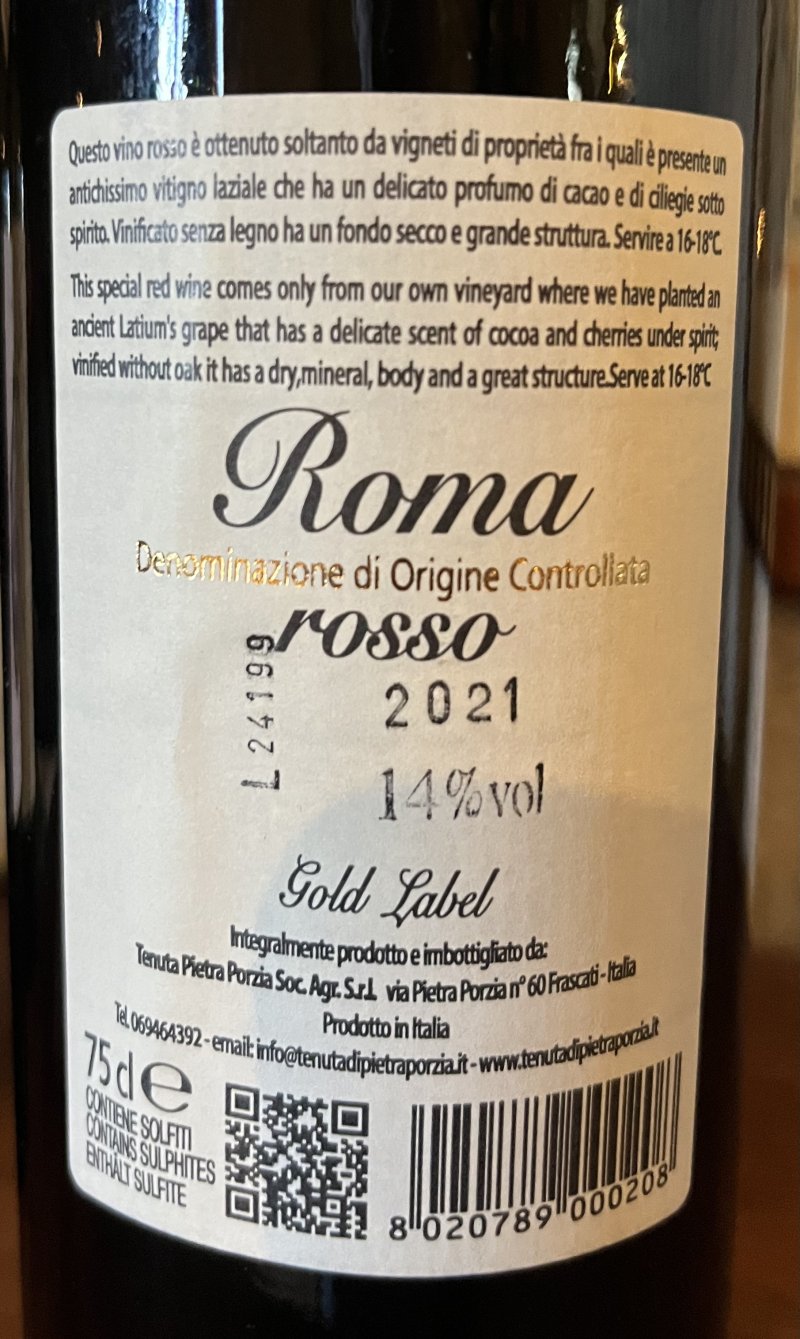 Questo vino rosso è ottenuto soltanto da vigneti di proprietà fra i quali è presente un
antichissimo vitigno laziale che ha un delicato profumo di cacao e di ciliegie sotto
spirito. Vinificato senza legno ha un fondo secco e grande struttura. Servire a 16-18°C
This special red wine comes only from our own vineyard where we have planted an
ancient Latium's grape that has a delicate scent of cocoa and cherries under spirit;
vinified without oak it has a dry,mineral, body and a great structure.Serve at 16-18°C
Roma
Denominazione di Origine Controllata
rosso
L24199
2021
14%vol
Gold Label
Integralmente prodotto e imbottigliato da:
Tenuta Pietra Porzia Soc. Agr. S.r.l. via Pietra Porzia n° 60 Frascati - Italia
Prodotto in Italia
Tel. 069464392 - email: info@tenutadipietraporzia.it - www.tenutadipietraporzia.it
75 cl e
CONTIENE SOLFITI
CONTAINS SULPHITES
ENTHÄLT SULFITE
8 020789 000208